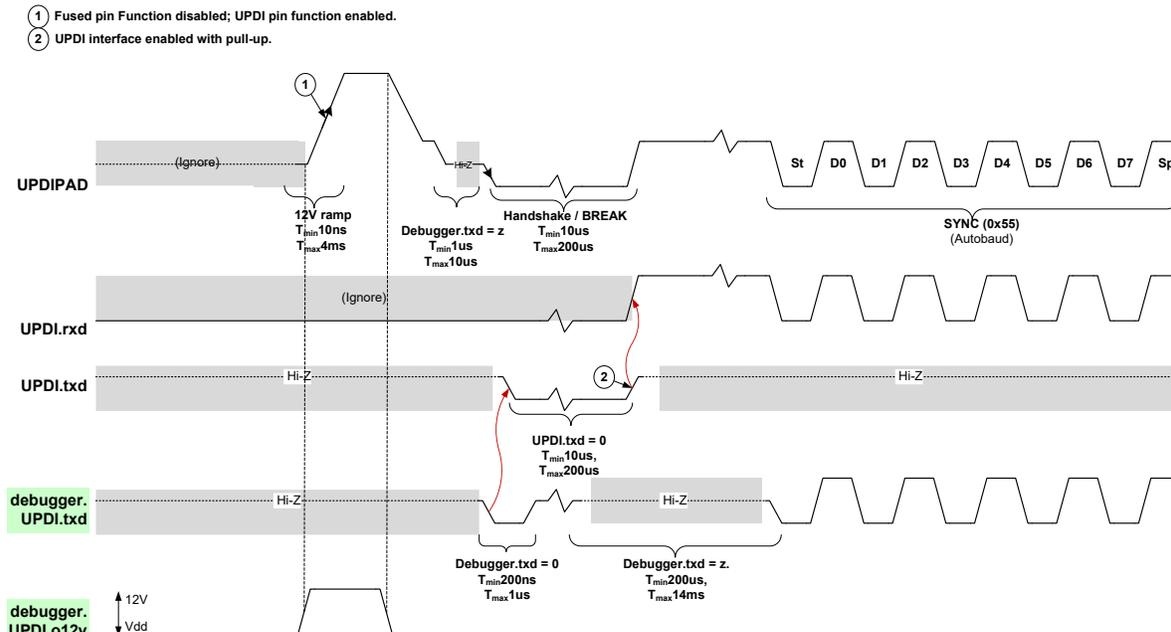 1 Fused pin Function disabled; UPDI pin function enabled.
2 UPDI interface enabled with pull-up.
1
(Ignore)
Hi-Z
St D0 D1 D2 D3 D4 D5 D6 D7 Sp
UPDIPAD
12V ramp
Tmin10ns
Tmax4ms
Debugger.txd = z
Tmin1us
Tmax10us
Handshake / BREAK
Tmin10us
Tmax200us
SYNC (0x55)
(Autobaud)
(Ignore)
UPDI.rxd
Hi-Z
2
Hi-Z
UPDI.txd
UPDI.txd = 0
Tmin10us,
Tmax200us
debugger.
UPDI.txd
Hi-Z
Hi-Z
Debugger.txd = 0
Tmin200ns
Tmax1us
Debugger.txd = z.
Tmin200us,
Tmax14ms
12V
Vdd
debugger.
UPDI.o12v